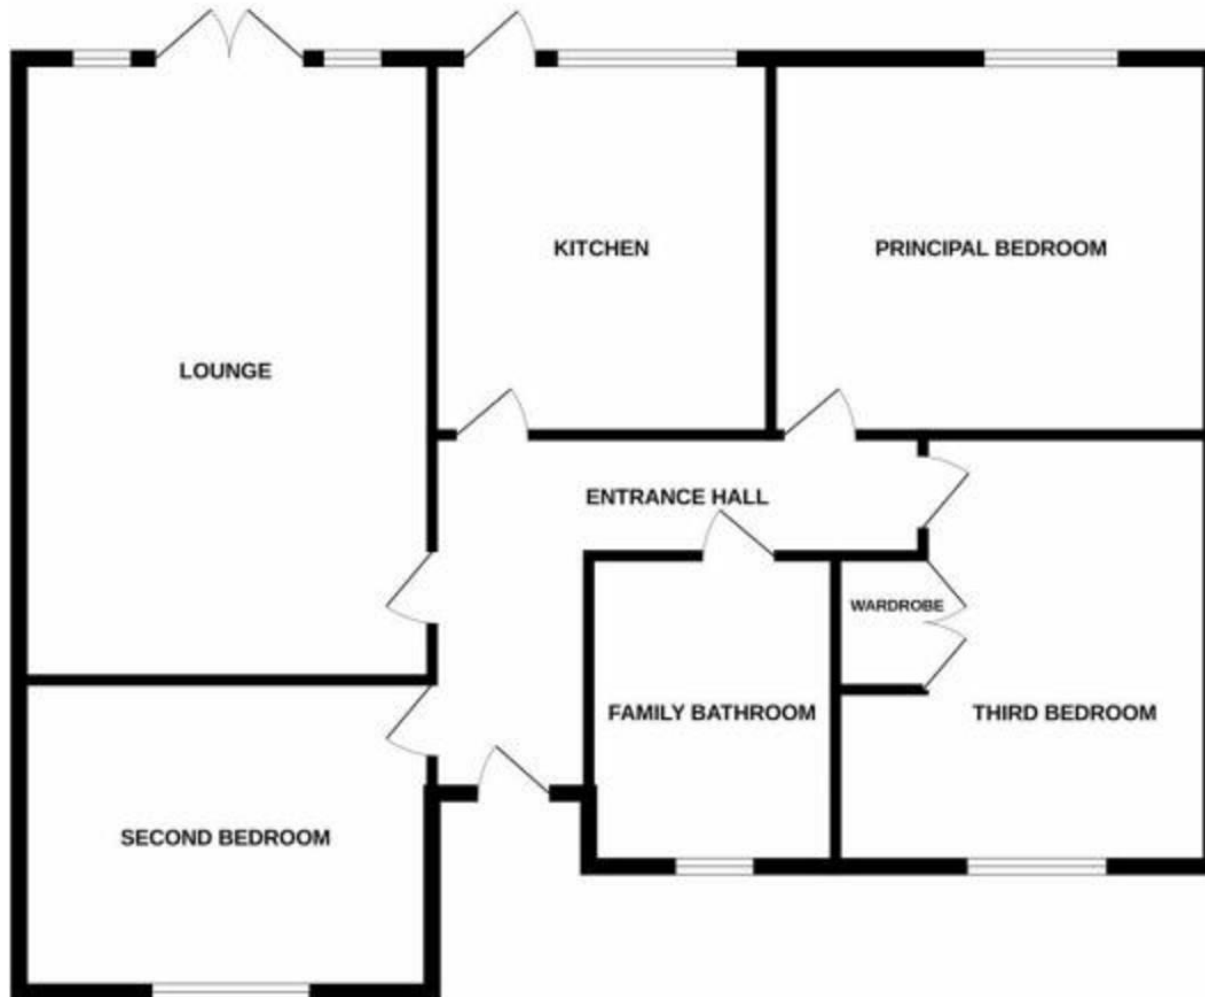 KITCHEN
PRINCIPAL BEDROOM
LOUNGE
ENTRANCE HALL
WARDROBE
FAMILY BATHROOM
THIRD BEDROOM
SECOND BEDROOM